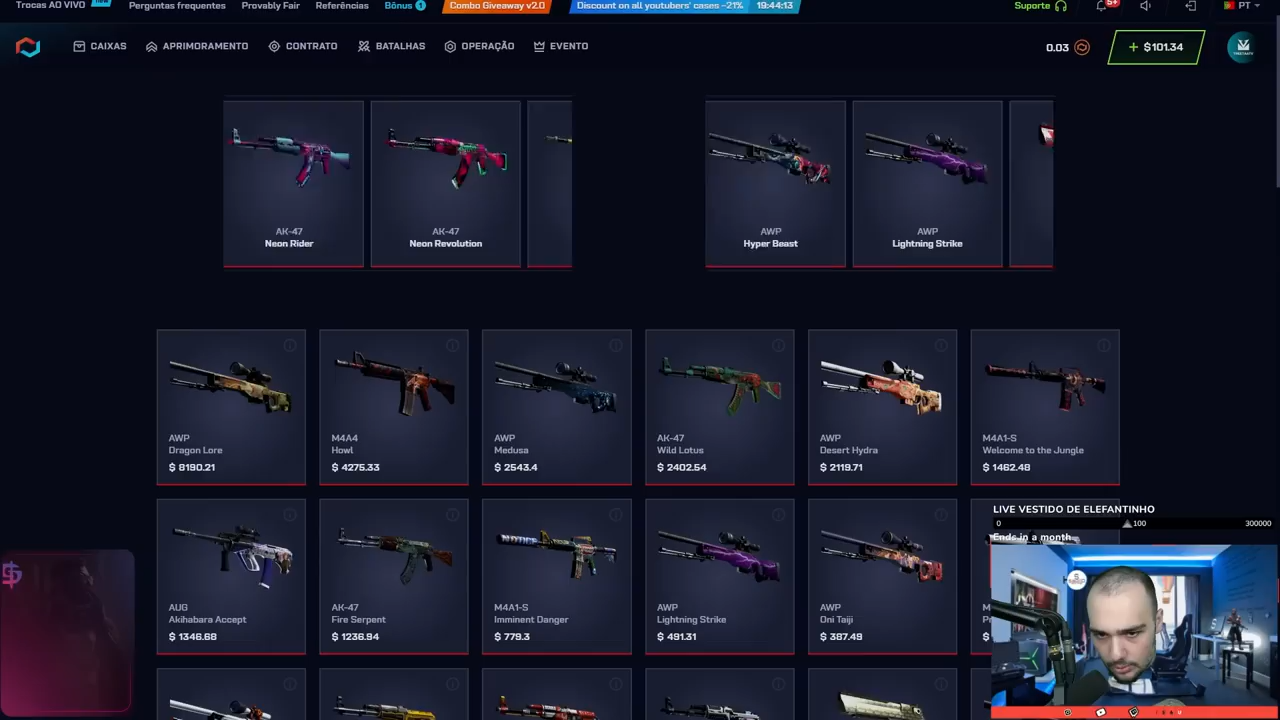 Trocas AO VIVO
Perguntas frequentes
Provably Fair
Referências
Bônus 1
Combo Giveaway v2.0
Discount on all youtubers' cases -21% 19:44:13
Suporte
5+
PT
CAIXAS
APRIMORAMENTO
CONTRATO
BATALHAS
OPERAÇÃO
EVENTO
0.03
+ $101.34
AK-47
Neon Rider
AK-47
Neon Revolution
AWP
Hyper Beast
AWP
Lightning Strike
AWP
Dragon Lore
$ 8190.21
M4A4
Howl
$ 4275.33
AWP
Medusa
$ 2543.4
AK-47
Wild Lotus
$ 2402.54
AWP
Desert Hydra
$ 2119.71
M4A1-S
Welcome to the Jungle
$ 1462.48
AUG
Akihabara Accept
$ 1346.68
AK-47
Fire Serpent
$ 1236.94
M4A1-S
Imminent Danger
$ 779.3
AWP
Lightning Strike
$ 491.31
AWP
Oni Taiji
$ 387.49
LIVE VESTIDO DE ELEFANTINHO
0 100 300000
Ends in a month